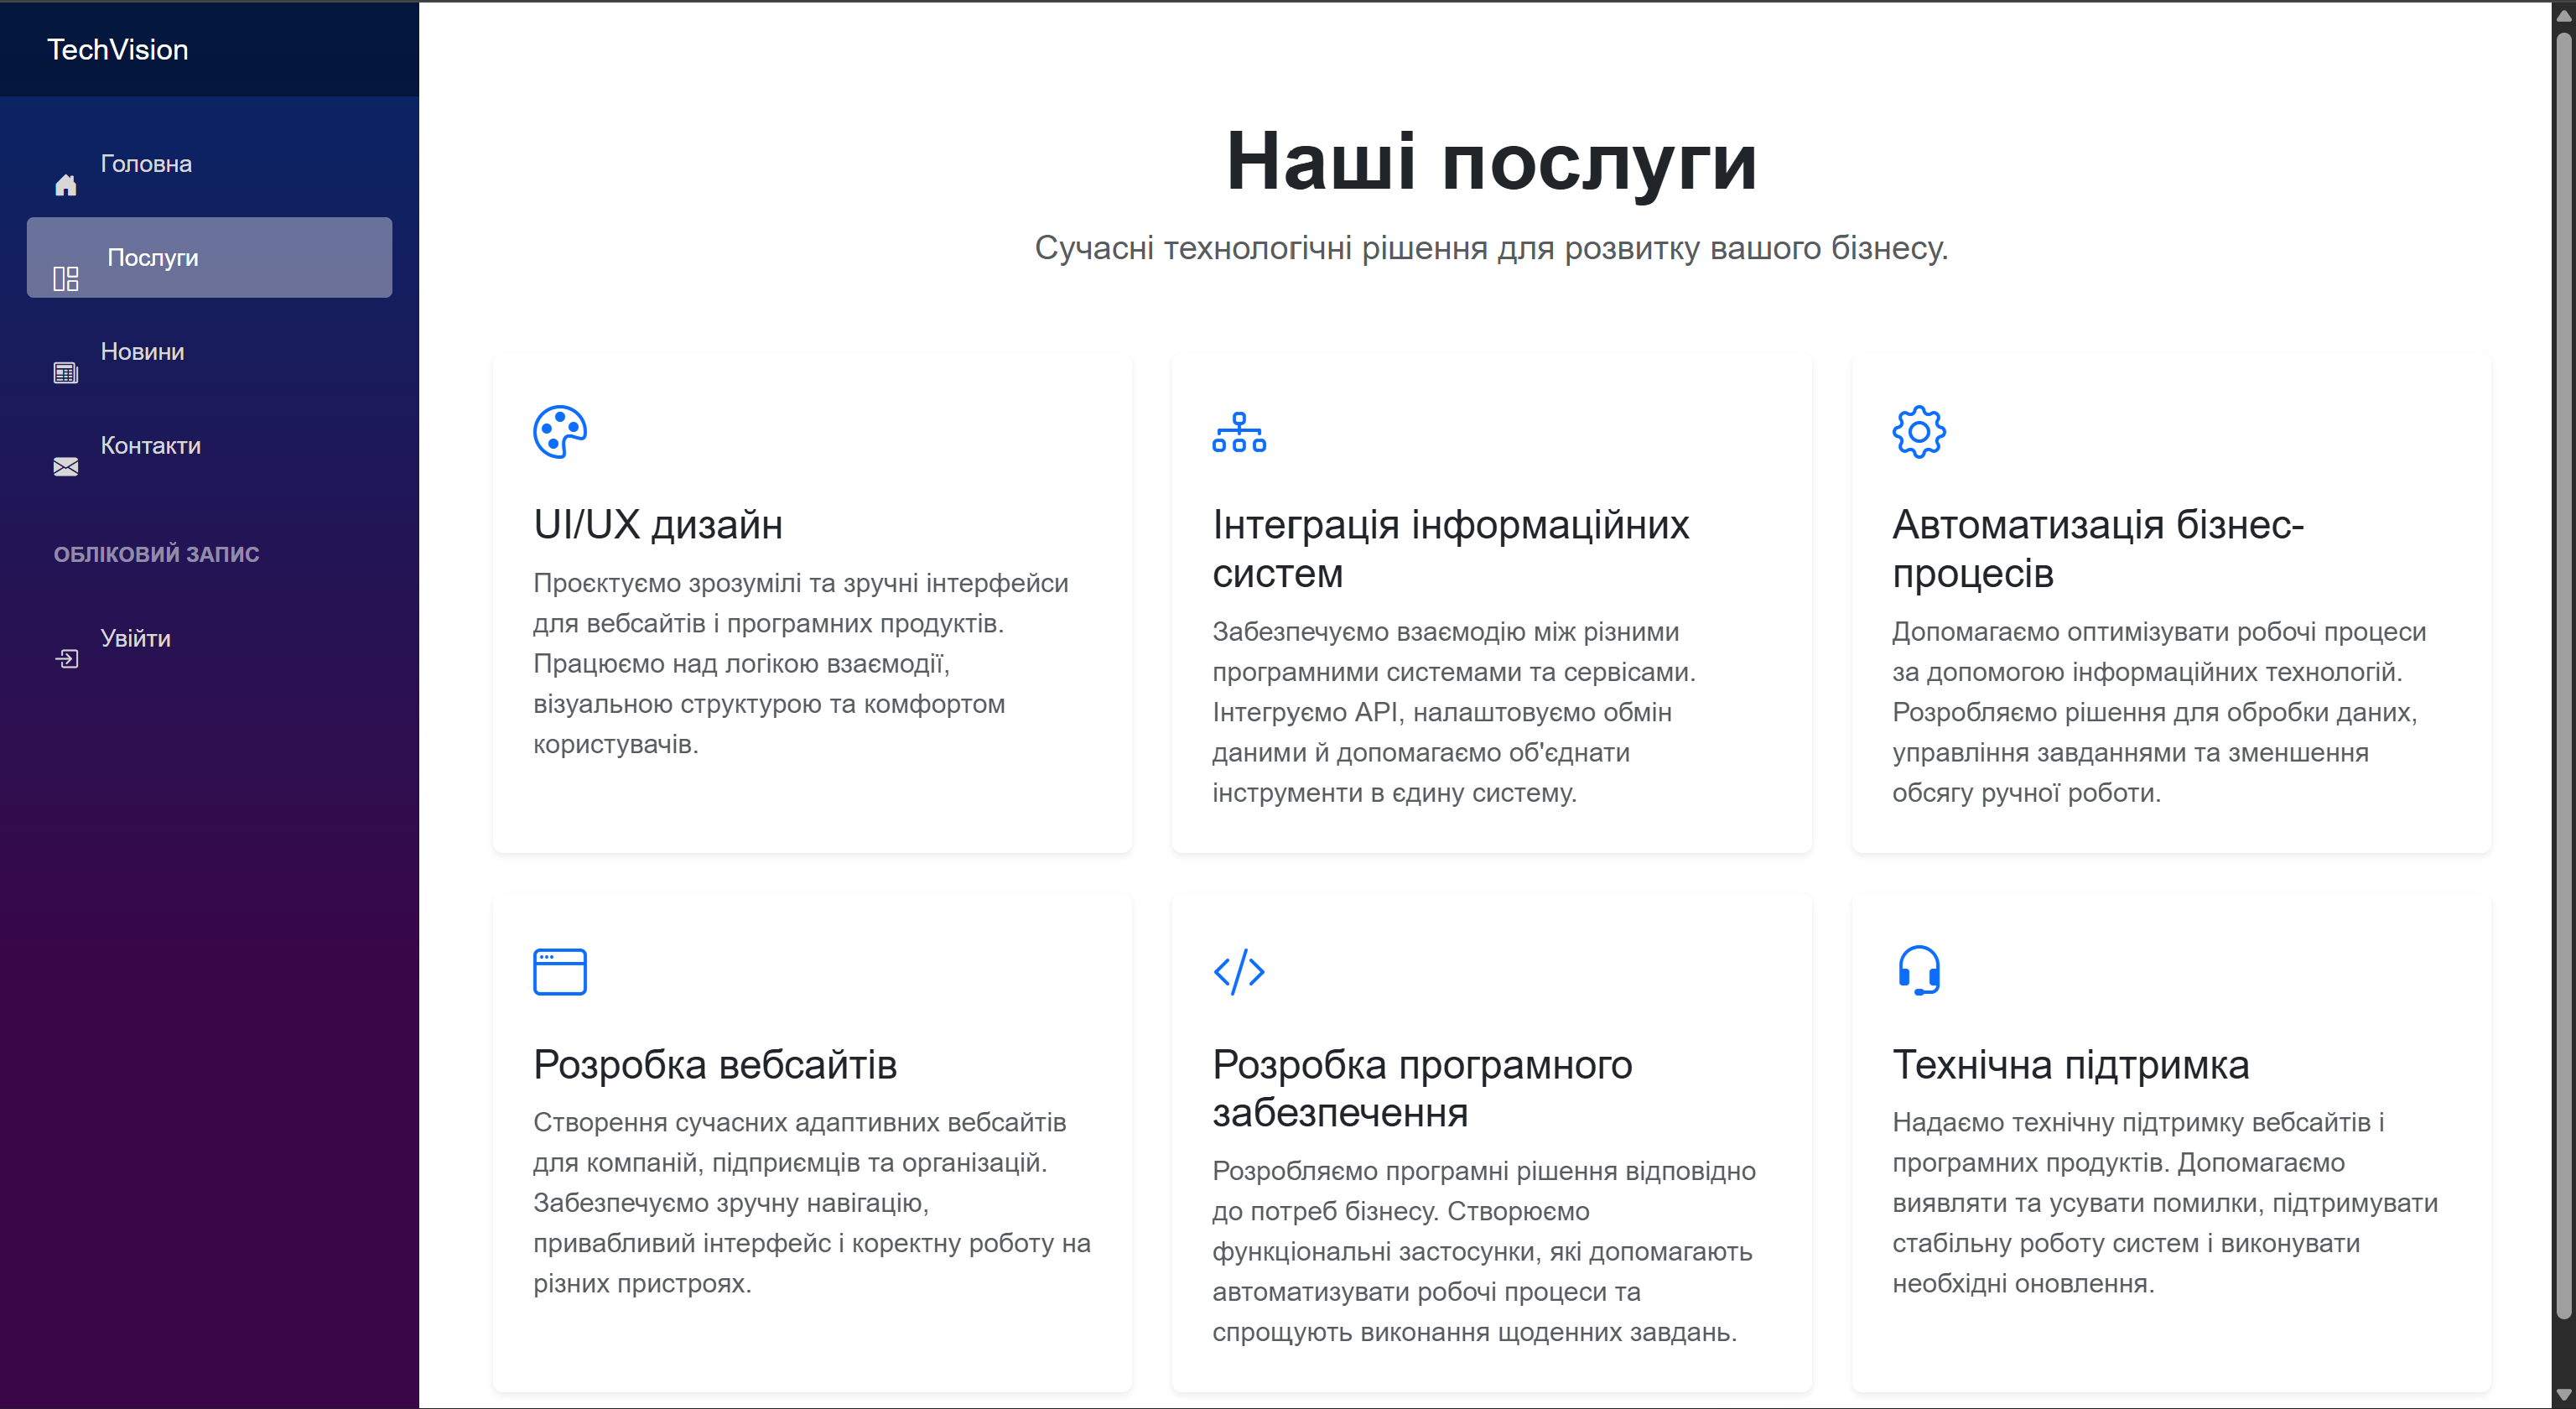 TechVision
Головна
Послуги
Новини
Контакти
ОБЛІКОВИЙ ЗАПИС
Увійти
Наші послуги
Сучасні технологічні рішення для розвитку вашого бізнесу.
UI/UX дизайн
Проєктуємо зрозумілі та зручні інтерфейси
для вебсайтів і програмних продуктів.
Працюємо над логікою взаємодії,
візуальною структурою та комфортом
користувачів.
Інтеграція інформаційних
систем
Забезпечуємо взаємодію між різними
програмними системами та сервісами.
Інтегруємо API, налаштовуємо обмін
даними й допомагаємо об'єднати
інструменти в єдину систему.
Автоматизація бізнес-
процесів
Допомагаємо оптимізувати робочі процеси
за допомогою інформаційних технологій.
Розробляємо рішення для обробки даних,
управління завданнями та зменшення
обсягу ручної роботи.
Розробка вебсайтів
Створення сучасних адаптивних вебсайтів
для компаній, підприємців та організацій.
Забезпечуємо зручну навігацію,
привабливий інтерфейс і коректну роботу на
різних пристроях.
Розробка програмного
забезпечення
Розробляємо програмні рішення відповідно
до потреб бізнесу. Створюємо
функціональні застосунки, які допомагають
автоматизувати робочі процеси та
спрощують виконання щоденних завдань.
Технічна підтримка
Надаємо технічну підтримку вебсайтів і
програмних продуктів. Допомагаємо
виявляти та усувати помилки, підтримувати
стабільну роботу систем і виконувати
необхідні оновлення.